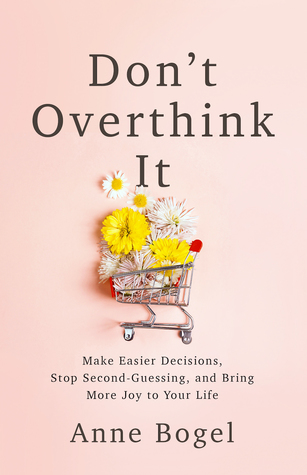 Don't
Overthink
It
Make Easier Decisions,
Stop Second-Guessing, and Bring
More Joy to Your Life
Anne Bogel